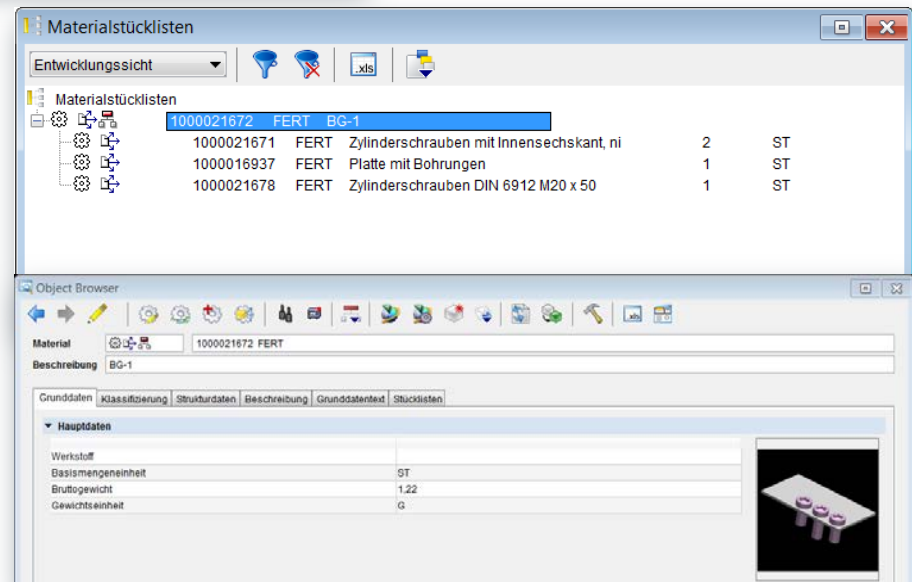 Materialstücklisten
Entwicklungssicht
.xls
Materialstücklisten
1000021672 FERT BG-1
1000021671 FERT Zylinderschrauben mit Innensechskant, ni 2 ST
1000016937 FERT Platte mit Bohrungen 1 ST
1000021678 FERT Zylinderschrauben DIN 6912 M20 x 50 1 ST
Object Browser
.xls
Material 1000021672 FERT
Beschreibung BG-1
Grunddaten Klassifizierung Strukturdaten Beschreibung Grunddatentext Stücklisten
Hauptdaten
Werkstoff
Basismengeneinheit ST
Bruttogewicht 1,22
Gewichtseinheit G